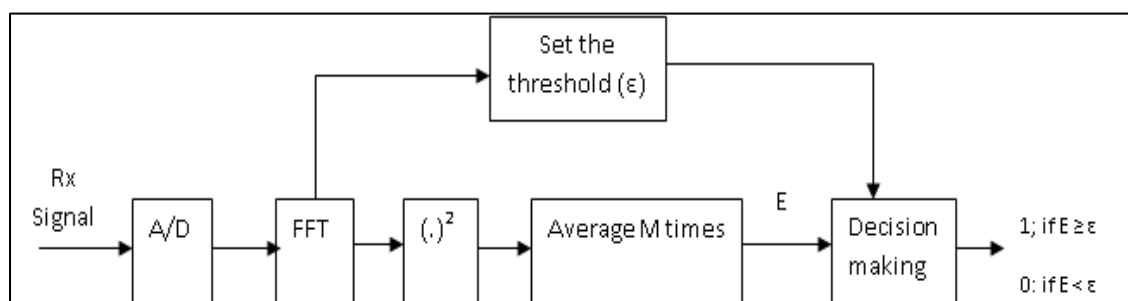 Set the
threshold (ε)
Rx
Signal
A/D
FFT
(.)²
Average M times
E
Decision
making
1; if E ≥ ε
0: if E < ε